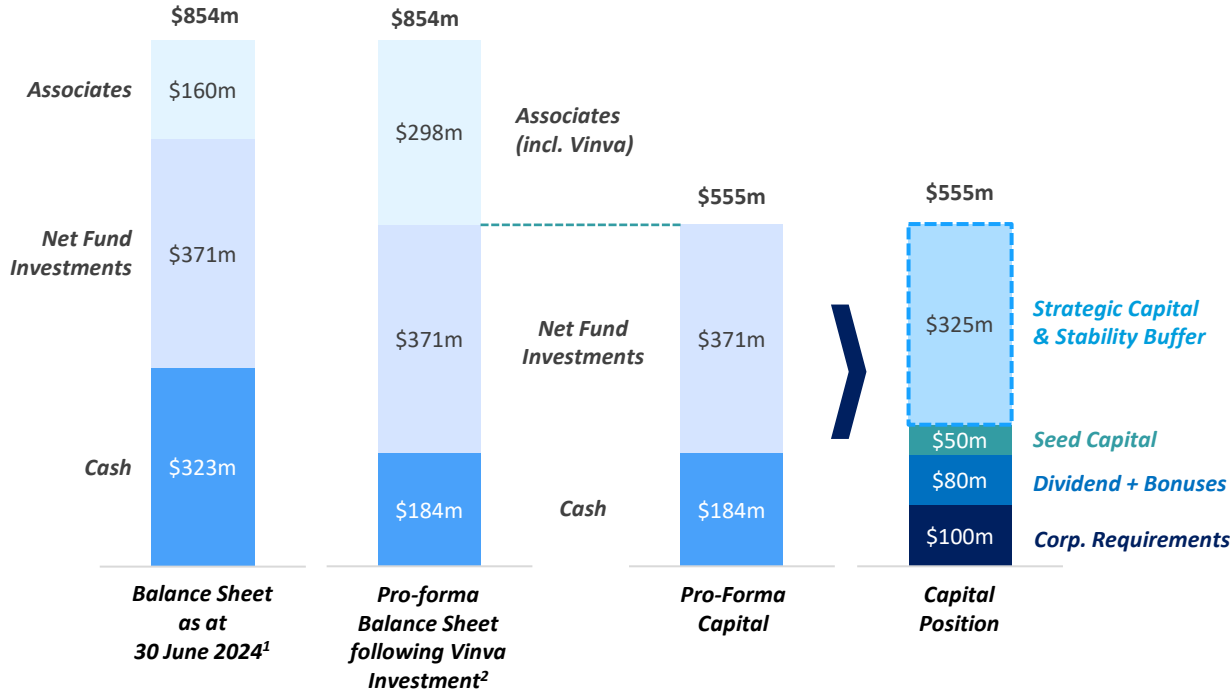 $854m
Associates
$160m
Net Fund
Investments
$371m
Cash
$323m
Balance Sheet
as at
30 June 2024¹
$854m
$298m
Associates
(incl. Vinva)
$371m
$184m
Pro-forma
Balance Sheet
following Vinva
Investment²
$555m
Net Fund
Investments
$371m
Cash
$184m
Pro-Forma
Capital
$555m
$325m
Strategic Capital
& Stability Buffer
$50m
Seed Capital
$80m
Dividend + Bonuses
$100m
Corp. Requirements
Capital
Position